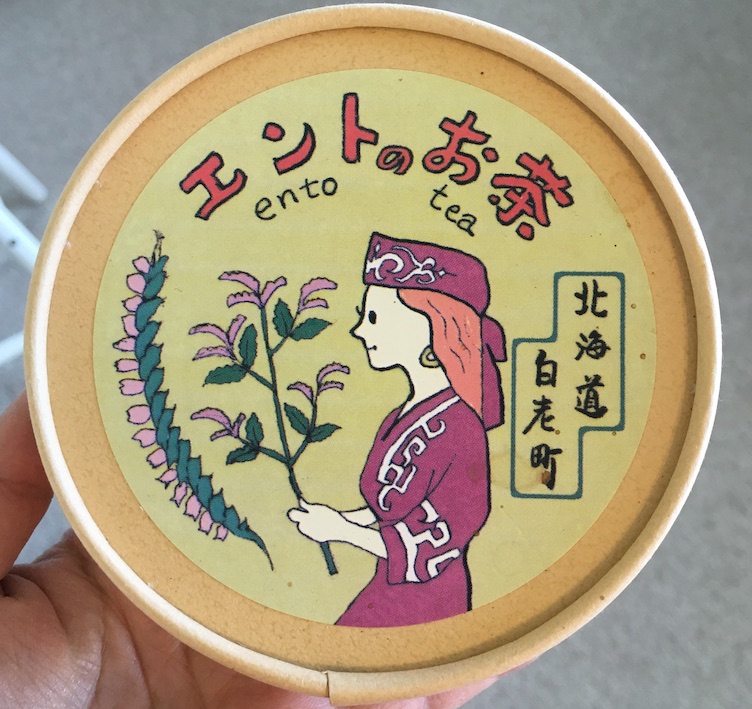 エントのお茶
ento tea
北海道
白老町